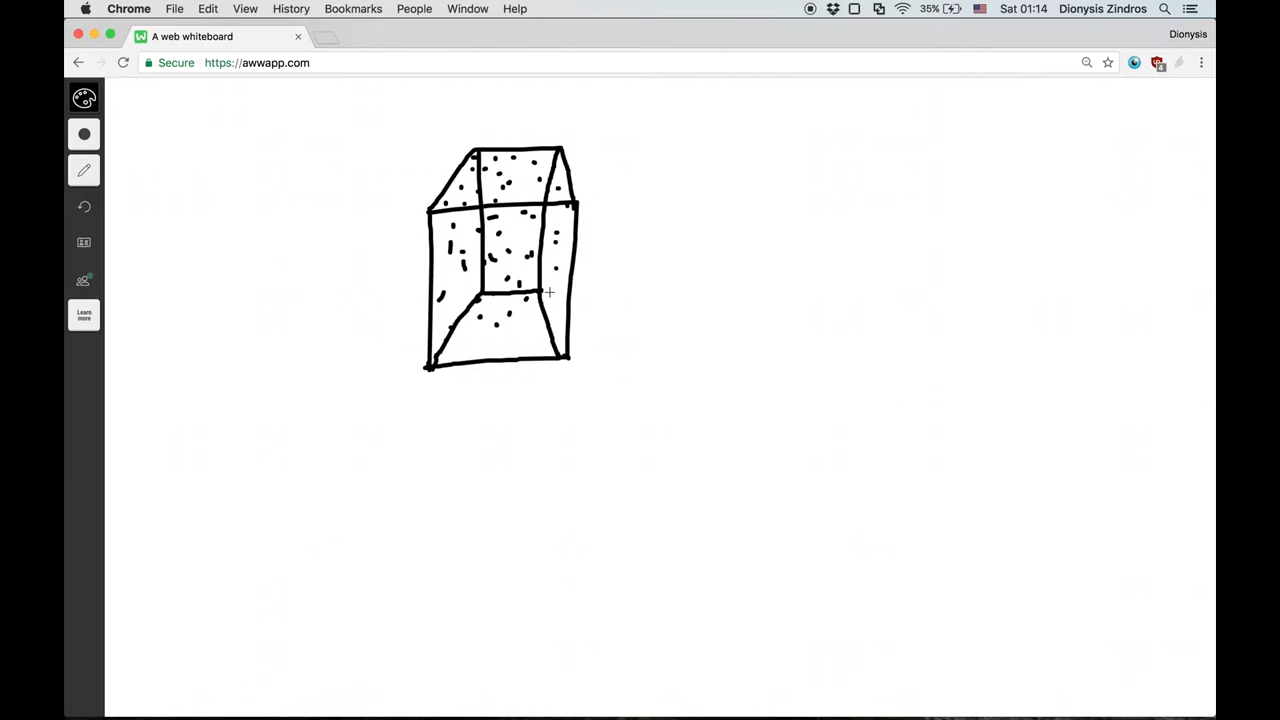 Chrome File Edit View History Bookmarks People Window Help 35% Sat 01:14 Dionysis Zindros
A web whiteboard Dionysis
Secure https://awwapp.com 4
Learn
more